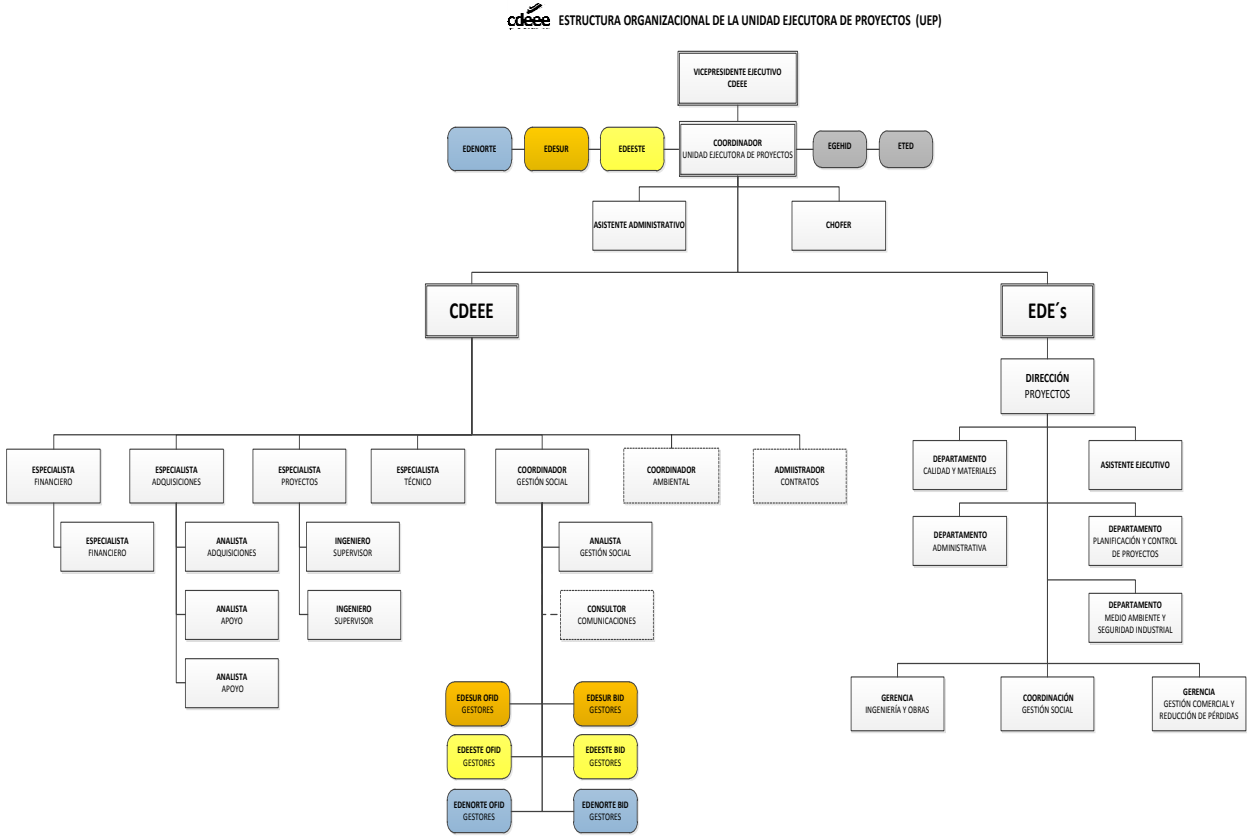 cdeee ESTRUCTURA ORGANIZACIONAL DE LA UNIDAD EJECUTORA DE PROYECTOS (UEP)
VICEPRESIDENTE EJECUTIVO
CDEEE
EDENORTE
EDESUR
EDEESTE
COORDINADOR
UNIDAD EJECUTORA DE PROYECTOS
EGEHID
ETED
ASISTENTE ADMINISTRATIVO
CHOFER
CDEEE
EDE´s
DIRECCIÓN
PROYECTOS
ESPECIALISTA
FINANCIERO
ESPECIALISTA
ADQUISICIONES
ESPECIALISTA
PROYECTOS
ESPECIALISTA
TÉCNICO
COORDINADOR
GESTIÓN SOCIAL
COORDINADOR
AMBIENTAL
ADMIISTRADOR
CONTRATOS
DEPARTAMENTO
CALIDAD Y MATERIALES
ASISTENTE EJECUTIVO
ESPECIALISTA
FINANCIERO
ANALISTA
ADQUISICIONES
INGENIERO
SUPERVISOR
ANALISTA
GESTIÓN SOCIAL
DEPARTAMENTO
ADMINISTRATIVA
DEPARTAMENTO
PLANIFICACIÓN Y CONTROL
DE PROYECTOS
ANALISTA
APOYO
INGENIERO
SUPERVISOR
CONSULTOR
COMUNICACIONES
DEPARTAMENTO
MEDIO AMBIENTE Y
SEGURIDAD INDUSTRIAL
ANALISTA
APOYO
EDESUR OFID
GESTORES
EDESUR BID
GESTORES
GERENCIA
INGENIERÍA Y OBRAS
COORDINACIÓN
GESTIÓN SOCIAL
GERENCIA
GESTIÓN COMERCIAL Y
REDUCCIÓN DE PÉRDIDAS
EDEESTE OFID
GESTORES
EDEESTE BID
GESTORES
EDENORTE OFID
GESTORES
EDENORTE BID
GESTORES